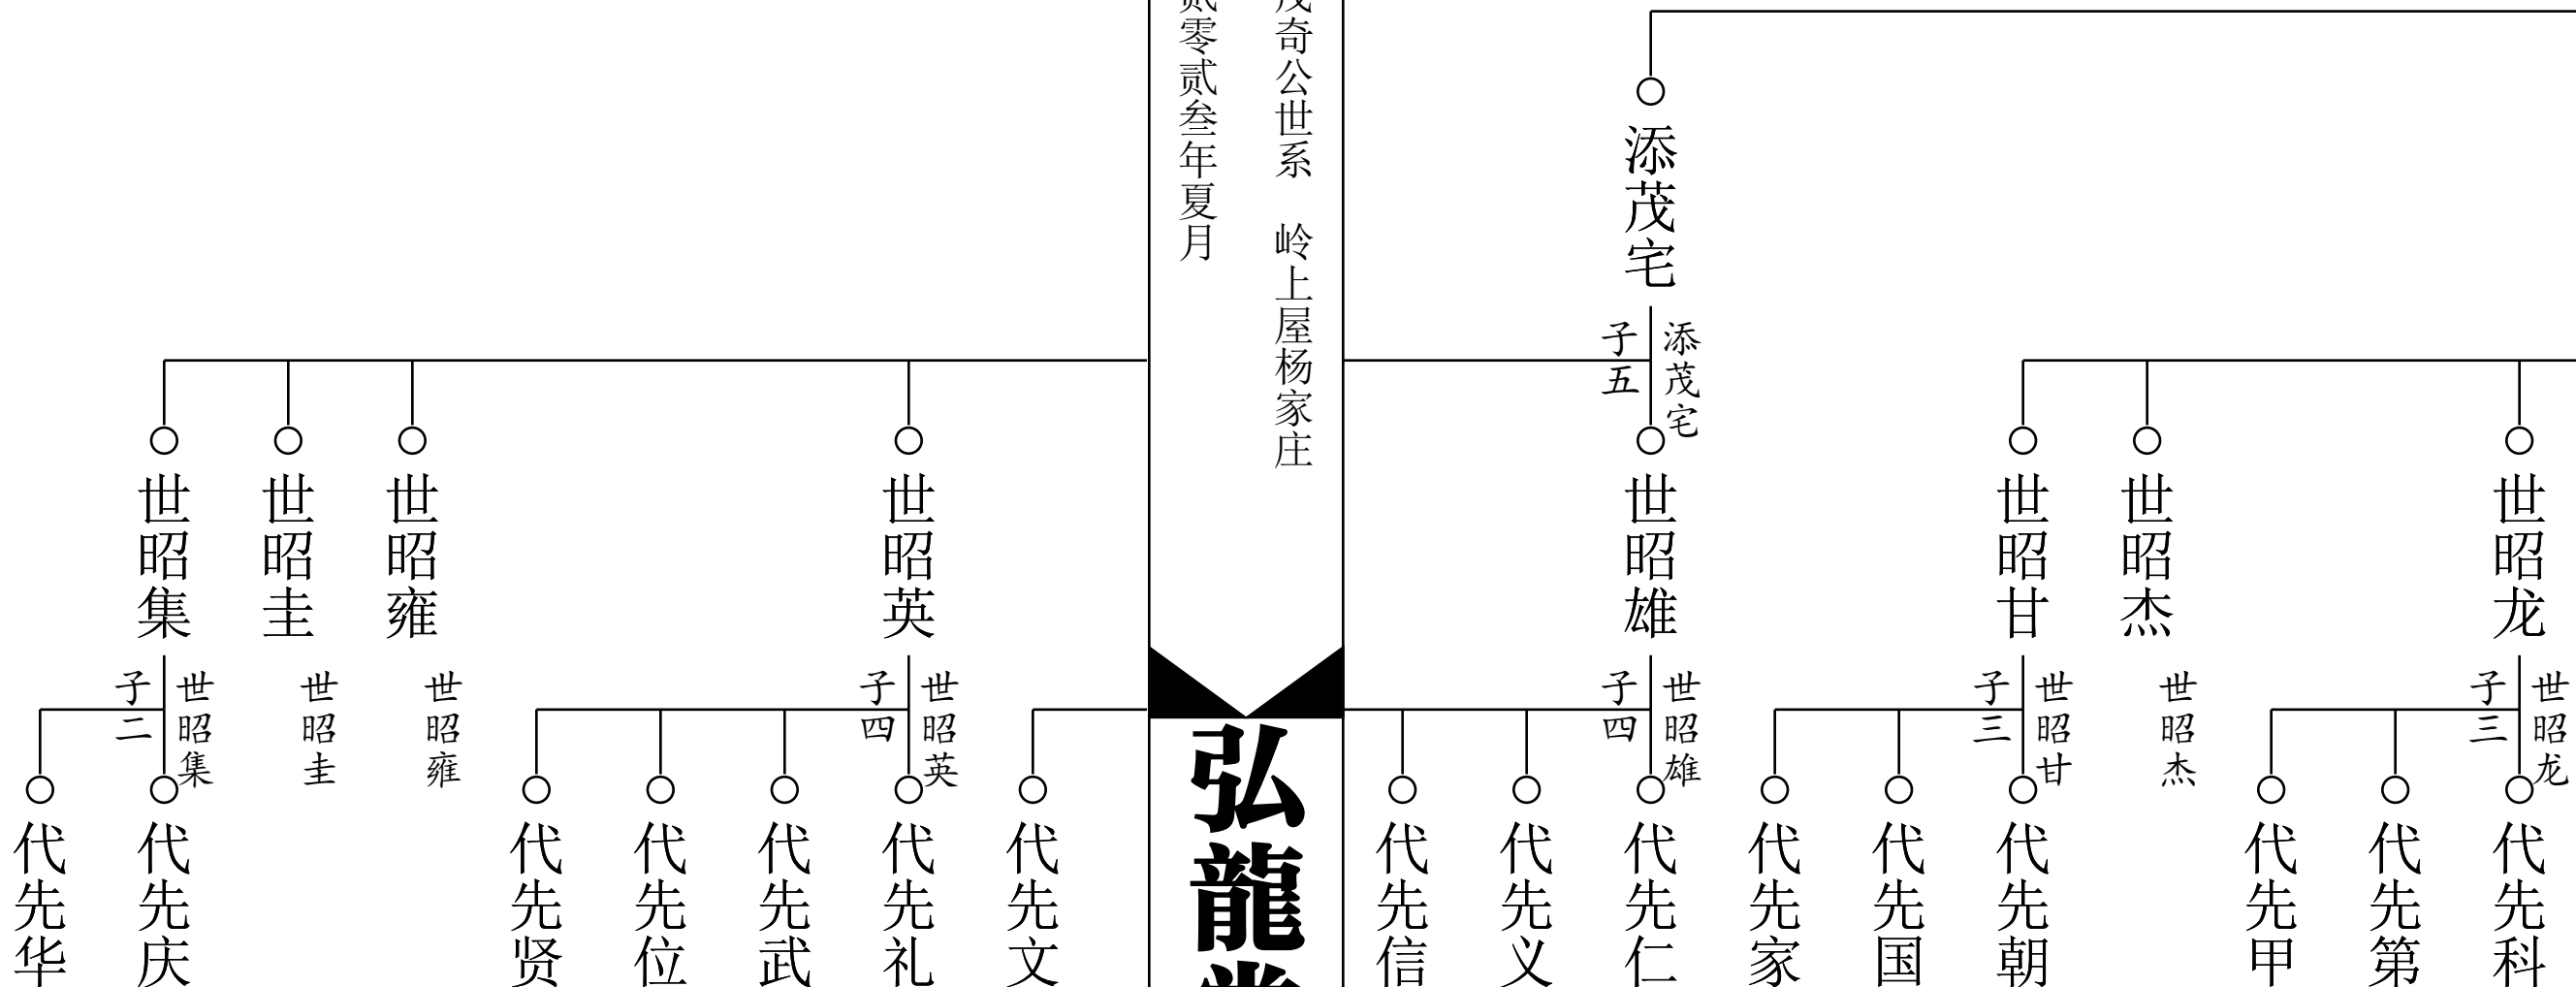 添茂宅
添茂宅
子五
世昭龙
世昭龙
子三
世昭杰
世昭杰
世昭甘
世昭甘
子三
世昭雄
世昭雄
子四
奇公世系 岭上屋杨家庄
零贰叁年夏月
弘龍
世昭英
世昭英
子四
世昭雍
世昭雍
世昭圭
世昭圭
世昭集
世昭集
子二
代先科
代先第
代先甲
代先朝
代先国
代先家
代先仁
代先义
代先信
代先文
代先礼
代先武
代先位
代先贤
代先庆
代先华